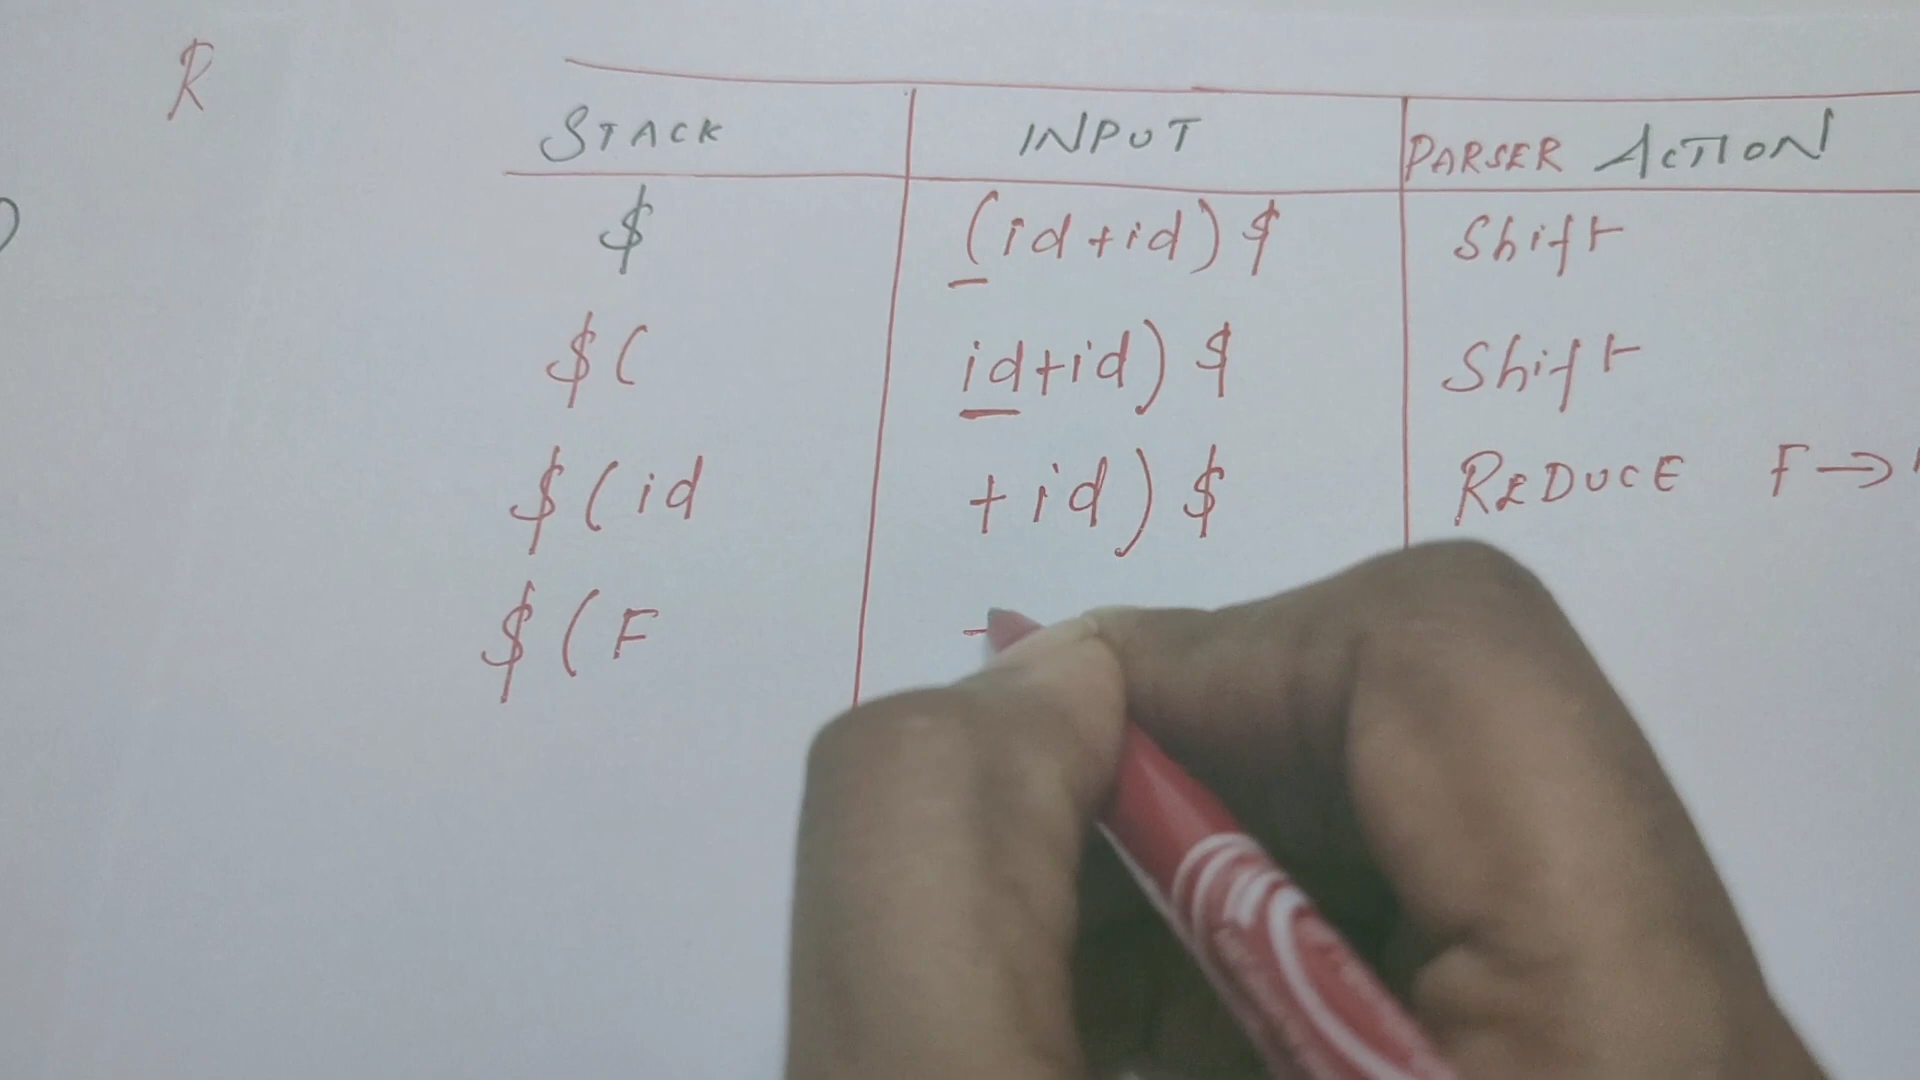 R
STACK INPUT PARSER ACTION
$ (id+id) $ Shift
$( id+id) $ Shift
$(id +id) $ REDUCE F→
$(F